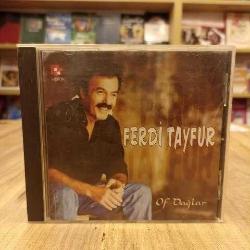 FERDİ TAYFUR
Of Dağlar